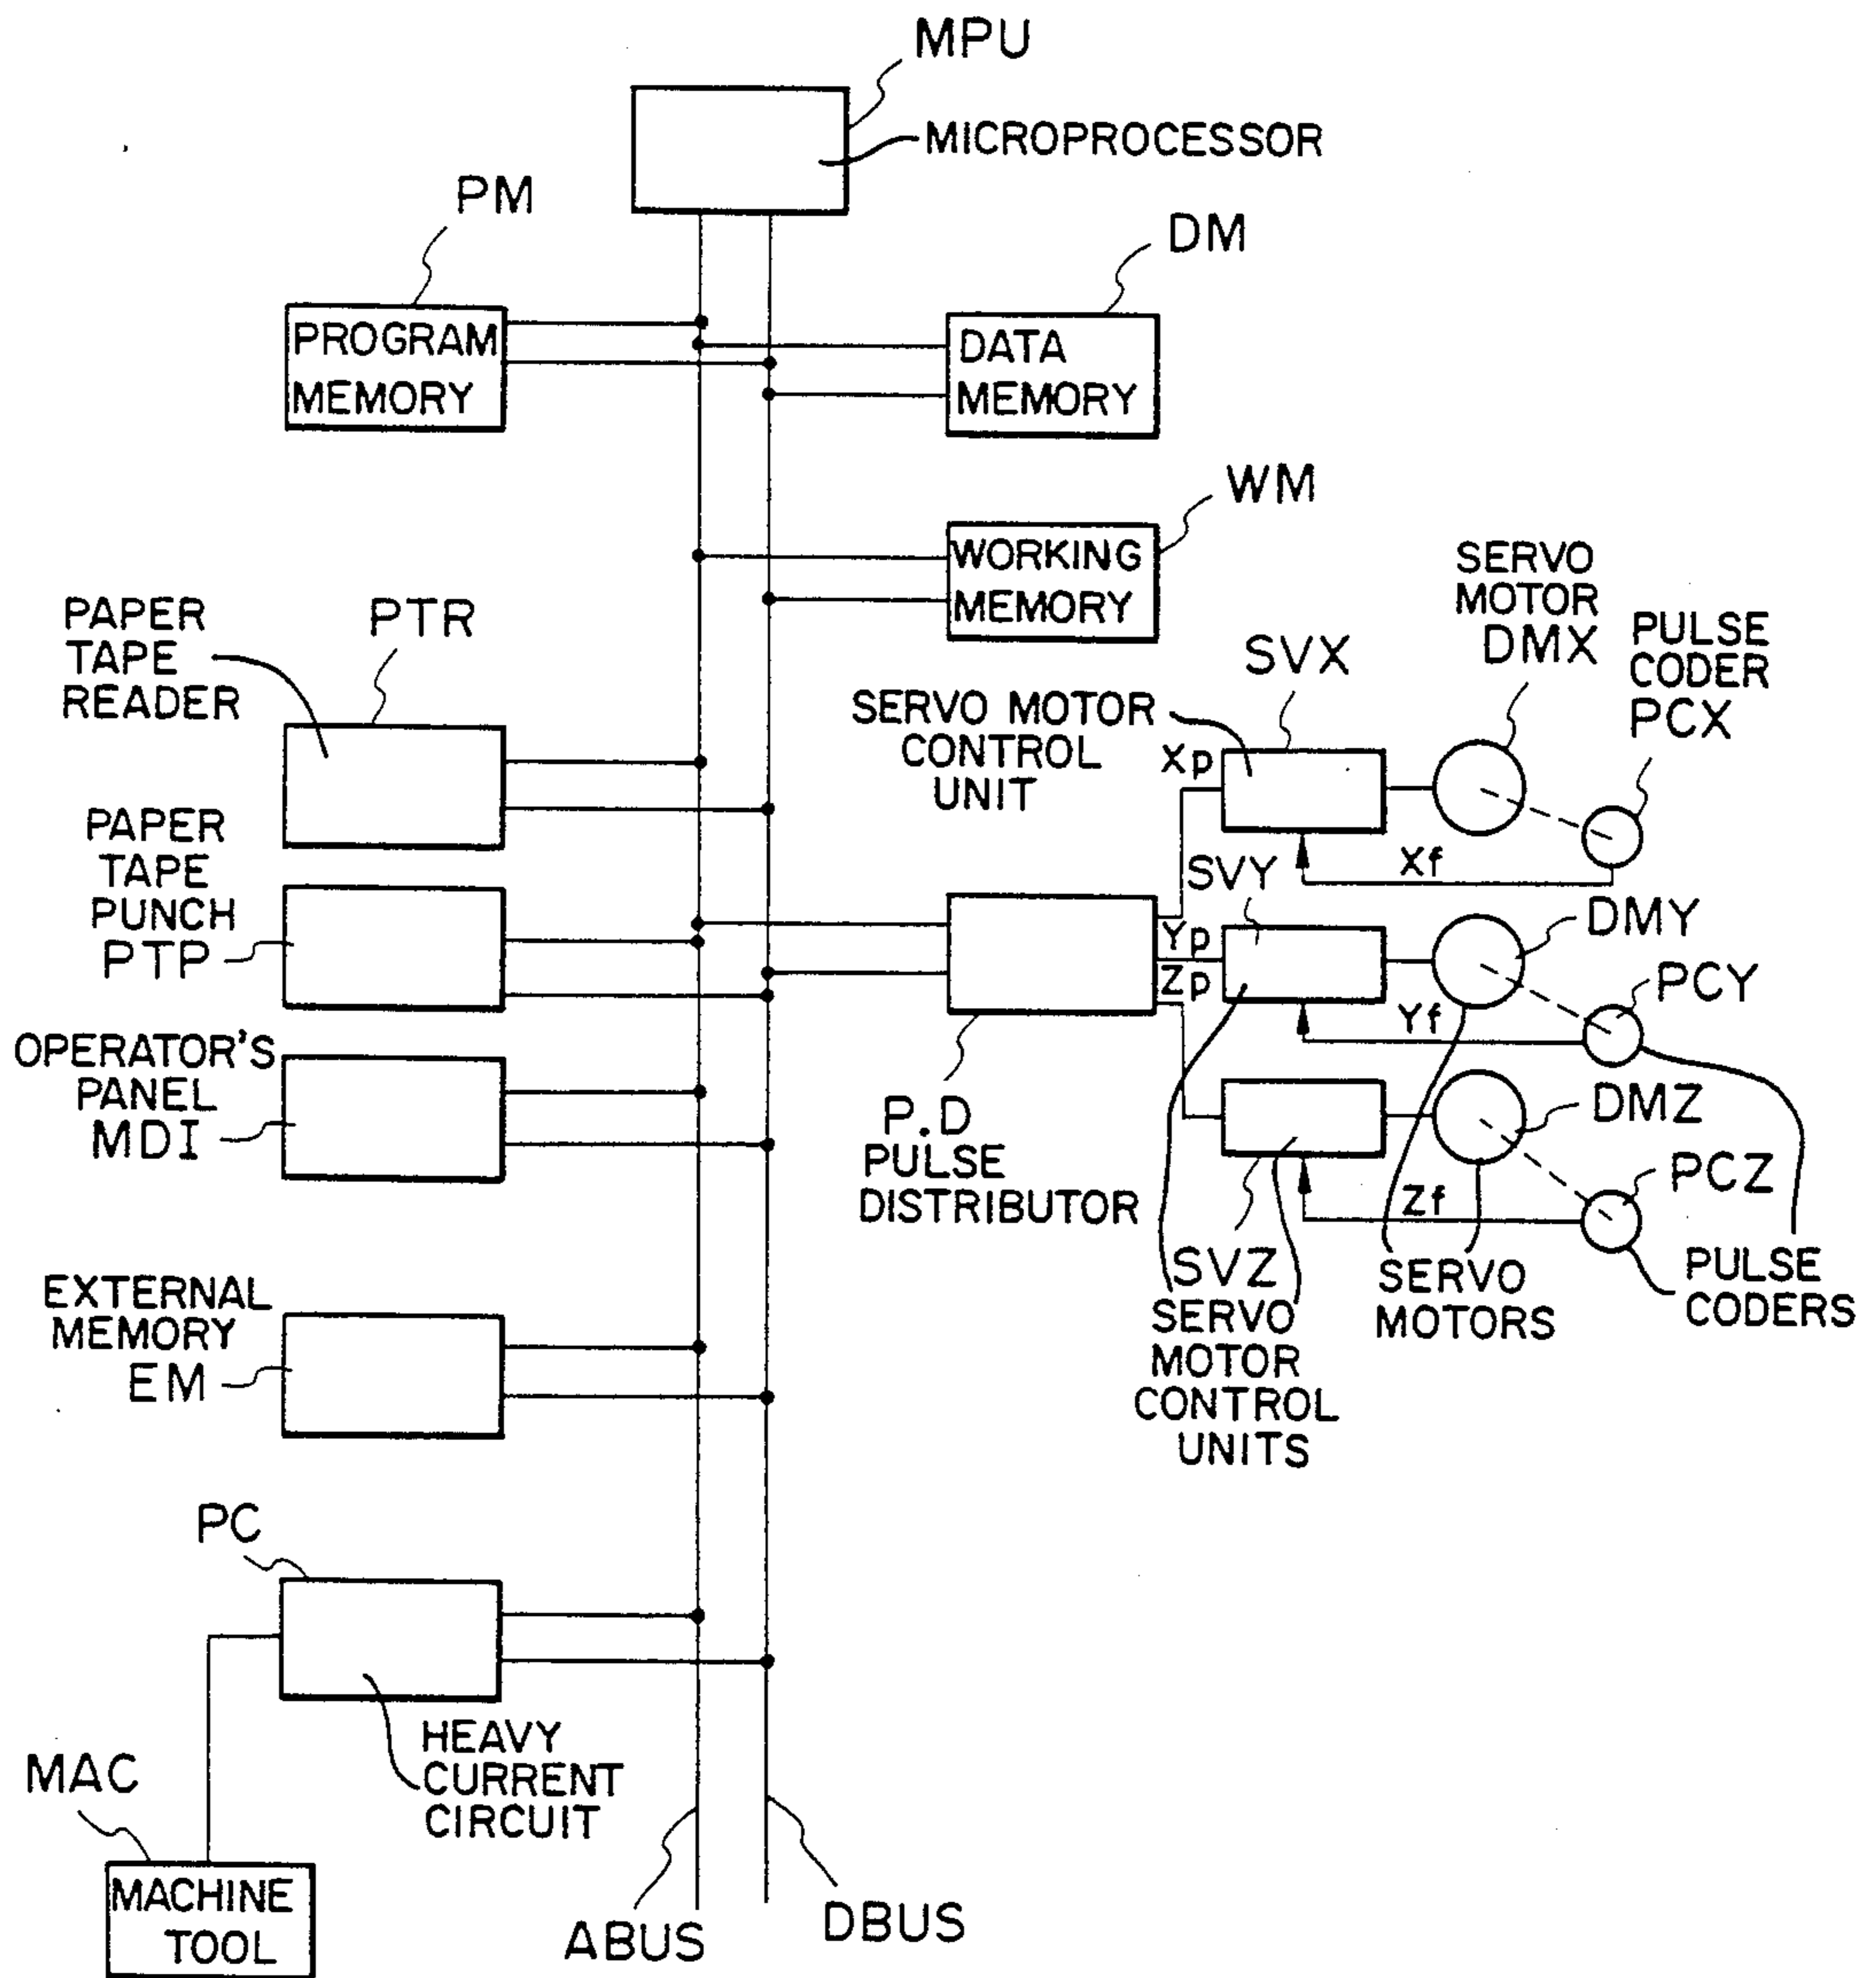 MPU
MICROPROCESSOR
PM
DM
PROGRAM
MEMORY
DATA
MEMORY
WM
WORKING
MEMORY
PAPER
TAPE
READER
PTR
SERVO
MOTOR
DMX
PULSE
CODER
PCX
SVX
SERVO MOTOR
CONTROL
UNIT
Xp
Xf
PAPER
TAPE
PUNCH
PTP
SVY
Yp
Zp
DMY
PCY
Yf
OPERATOR'S
PANEL
MDI
P.D
PULSE
DISTRIBUTOR
DMZ
PCZ
Zf
SVZ
SERVO
MOTOR
CONTROL
UNITS
SERVO
MOTORS
PULSE
CODERS
EXTERNAL
MEMORY
EM
PC
HEAVY
CURRENT
CIRCUIT
MAC
MACHINE
TOOL
ABUS
DBUS